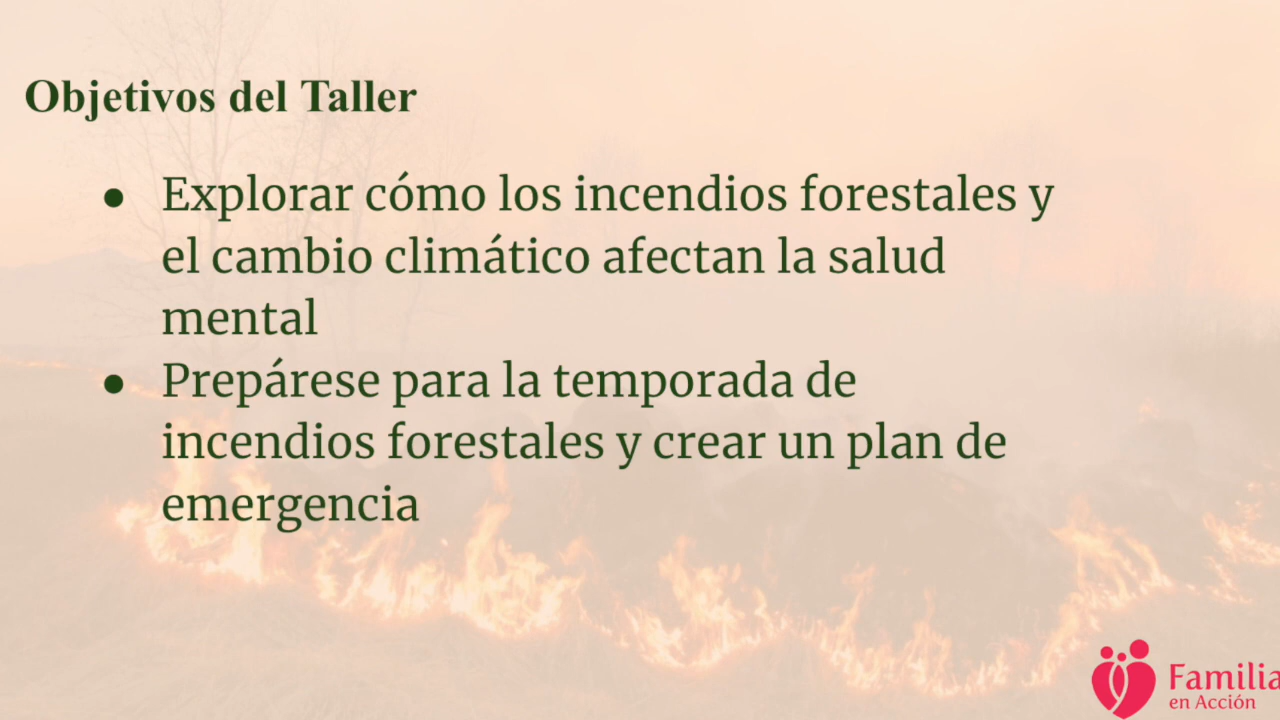 Objetivos del Taller
● Explorar cómo los incendios forestales y
el cambio climático afectan la salud
mental
● Prepárese para la temporada de
incendios forestales y crear un plan de
emergencia
Familia
en Acción